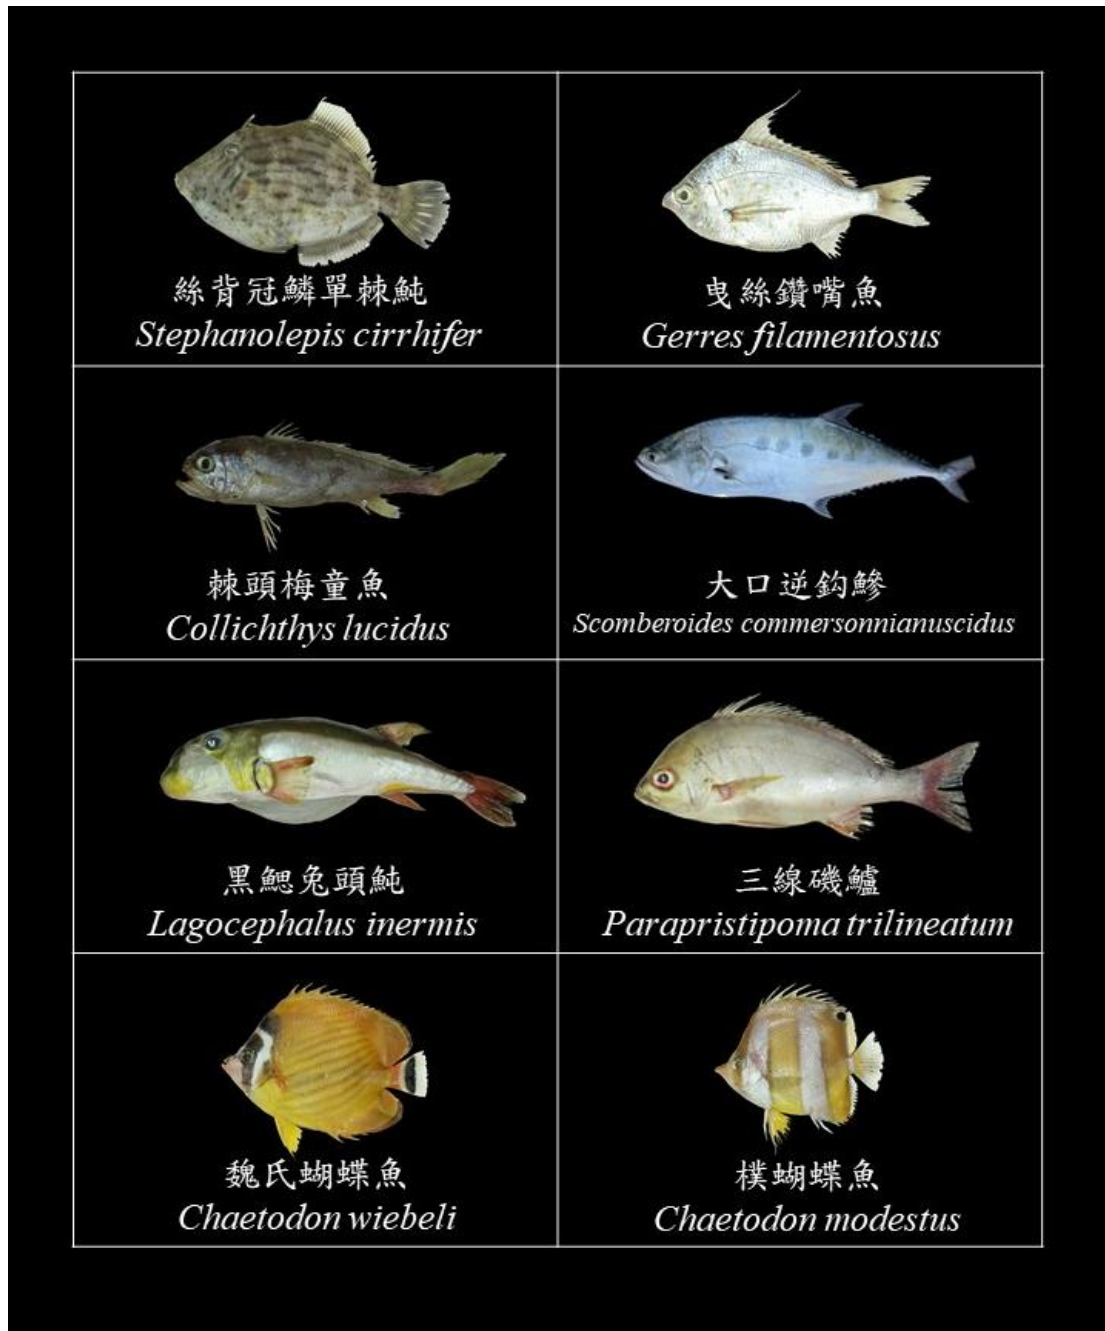 絲背冠鱗單棘魨
Stephanolepis cirrhifer
曳絲鑽嘴魚
Gerres filamentosus
棘頭梅童魚
Collichthys lucidus
大口逆鈎鰺
Scomberoides commersonnianuscidus
黑鰓兔頭魨
Lagocephalus inermis
三線磯鱸
Parapristipoma trilineatum
魏氏蝴蝶魚
Chaetodon wiebeli
樸蝴蝶魚
Chaetodon modestus